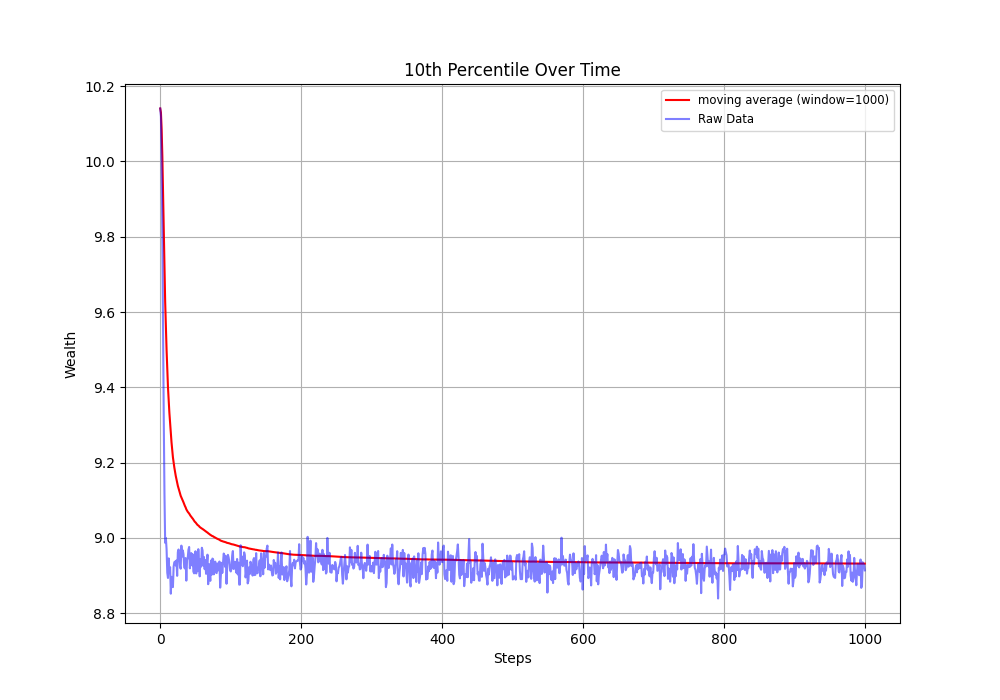 10th Percentile Over Time
moving average (window=1000)
Raw Data
10.2
10.0
9.8
9.6
9.4
9.2
9.0
8.8
Wealth
0 200 400 600 800 1000
Steps